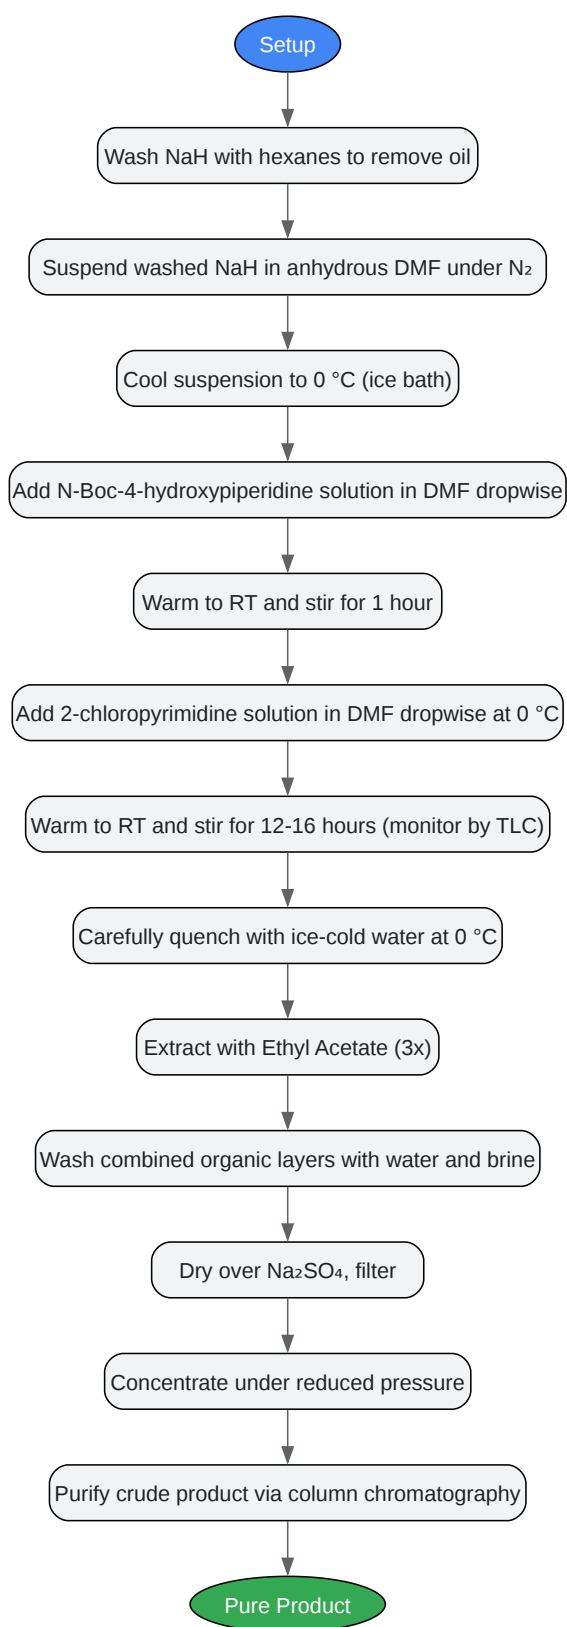 Setup
Wash NaH with hexanes to remove oil
Suspend washed NaH in anhydrous DMF under N₂
Cool suspension to 0 °C (ice bath)
Add N-Boc-4-hydroxypiperidine solution in DMF dropwise
Warm to RT and stir for 1 hour
Add 2-chloropyrimidine solution in DMF dropwise at 0 °C
Warm to RT and stir for 12-16 hours (monitor by TLC)
Carefully quench with ice-cold water at 0 °C
Extract with Ethyl Acetate (3x)
Wash combined organic layers with water and brine
Dry over Na₂SO₄, filter
Concentrate under reduced pressure
Purify crude product via column chromatography
Pure Product